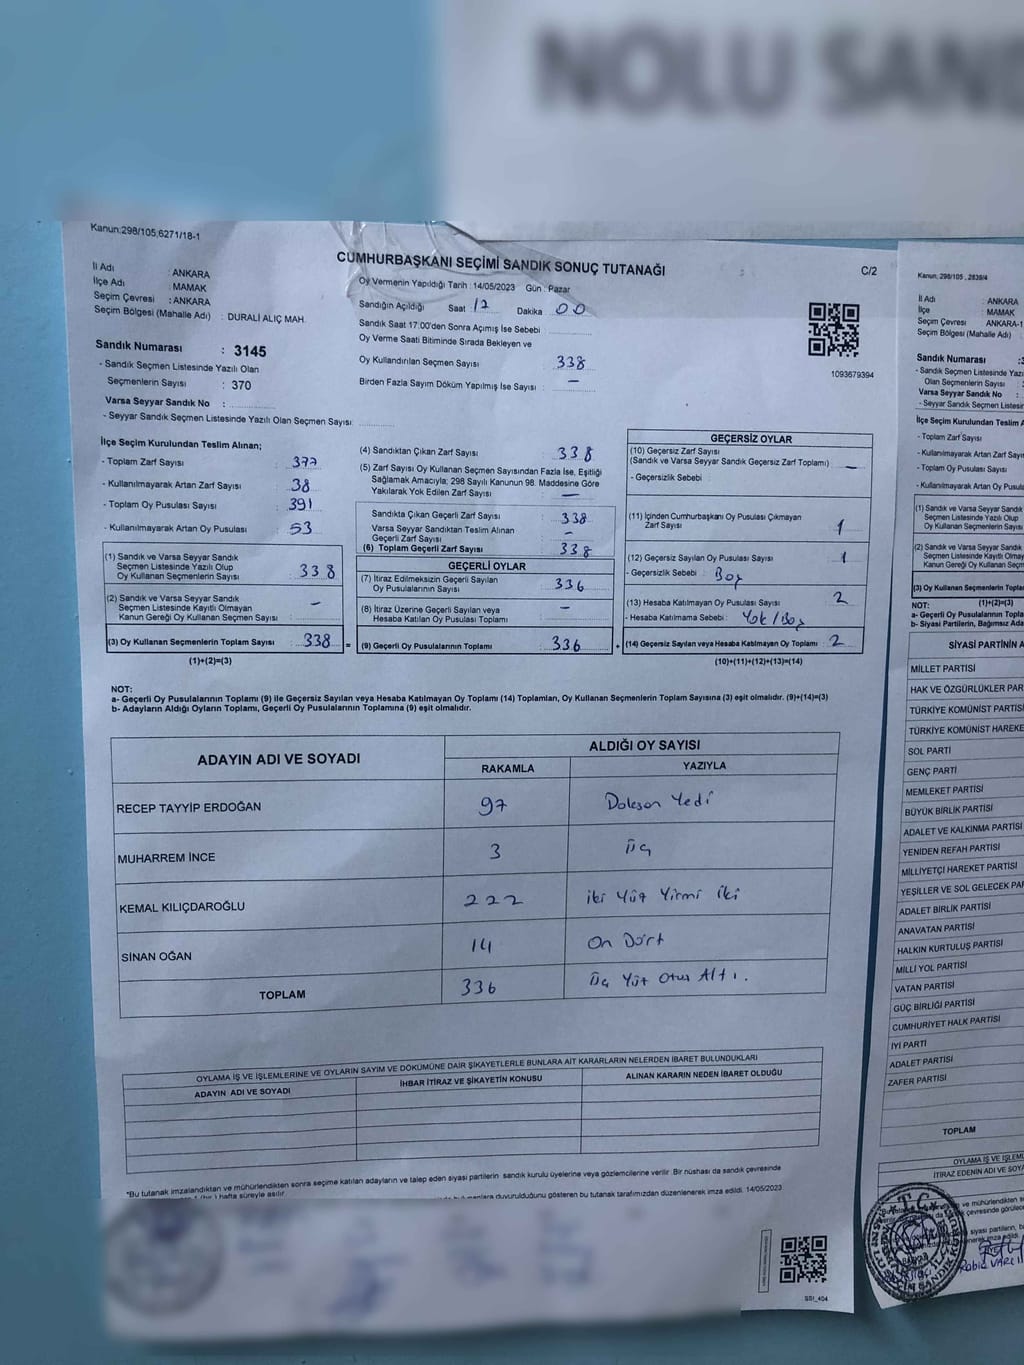 NOLU SAND
Kanun:298/105;6271/18-1
CUMHURBAŞKANI SEÇİMİ SANDIK SONUÇ TUTANAĞI
C/2
İl Adı : ANKARA
İlçe Adı : MAMAK
Seçim Çevresi : ANKARA
Seçim Bölgesi (Mahalle Adı) : DURALİ ALIÇ MAH.
Oy Vermenin Yapıldığı Tarih : 14/05/2023 Gün : Pazar
Sandığın Açıldığı Saat 17 Dakika 00
Sandık Saat 17.00'den Sonra Açımış İse Sebebi
Oy Verme Saati Bitiminde Sırada Bekleyen ve
Oy Kullandırılan Seçmen Sayısı : 338
Birden Fazla Sayım Döküm Yapılmış İse Sayısı : —
1093679394
Sandık Numarası : 3145
- Sandık Seçmen Listesinde Yazılı Olan
Seçmenlerin Sayısı : 370
Varsa Seyyar Sandık No :
- Seyyar Sandık Seçmen Listesinde Yazılı Olan Seçmen Sayısı:
İlçe Seçim Kurulundan Teslim Alınan;
- Toplam Zarf Sayısı : 377
- Kullanılmayarak Artan Zarf Sayısı : 38
- Toplam Oy Pusulası Sayısı : 391
- Kullanılmayarak Artan Oy Pusulası : 53
(1) Sandık ve Varsa Seyyar Sandık
Seçmen Listesinde Yazılı Olup
Oy Kullanan Seçmenlerin Sayısı : 338
(2) Sandık ve Varsa Seyyar Sandık
Seçmen Listesinde Kayıtlı Olmayan
Kanun Gereği Oy Kullanan Seçmen Sayısı —
(3) Oy Kullanan Seçmenlerin Toplam Sayısı : 338
(1)+(2)=(3)
(4) Sandıktan Çıkan Zarf Sayısı : 338
(5) Zarf Sayısı Oy Kullanan Seçmen Sayısından Fazla İse, Eşitliği
Sağlamak Amacıyla; 298 Sayılı Kanunun 98. Maddesine Göre
Yakılarak Yok Edilen Zarf Sayısı : —
Sandıkta Çıkan Geçerli Zarf Sayısı : 338
Varsa Seyyar Sandıktan Teslim Alınan
Geçerli Zarf Sayısı : —
(6) Toplam Geçerli Zarf Sayısı : 338
GEÇERLİ OYLAR
(7) İtiraz Edilmeksizin Geçerli Sayılan
Oy Pusulasının Sayısı : 336
(8) İtiraz Üzerine Geçerli Sayılan veya
Hesaba Katılan Oy Pusulası Toplamı —
(9) Geçerli Oy Pusulalarının Toplamı : 336
GEÇERSİZ OYLAR
(10) Geçersiz Zarf Sayısı
(Sandık ve Varsa Seyyar Sandık Geçersiz Zarf Toplamı) : —
- Geçersizlik Sebebi :
(11) İçinden Cumhurbaşkanı Oy Pusulası Çıkmayan
Zarf Sayısı 1
(12) Geçersiz Sayılan Oy Pusulası Sayısı : 1
- Geçersizlik Sebebi : Boş
(13) Hesaba Katılmayan Oy Pusulası Sayısı : 2
- Hesaba Katılmama Sebebi : Yok/Boş
(14) Geçersiz Sayılan veya Hesaba Katılmayan Oy Toplamı : 2
(10)+(11)+(12)+(13)=(14)
NOT:
a- Geçerli Oy Pusulalarının Toplamı (9) ile Geçersiz Sayılan veya Hesaba Katılmayan Oy Toplamı (14) Toplamları, Oy Kullanan Seçmenlerin Toplam Sayısına (3) eşit olmalıdır. (9)+(14)=(3)
b- Adayların Aldığı Oyların Toplamı, Geçerli Oy Pusulalarının Toplamına (9) eşit olmalıdır.
ADAYIN ADI VE SOYADI ALDIĞI OY SAYISI
RAKAMLA YAZIYLA
RECEP TAYYİP ERDOĞAN 97 Doksan Yedi
MUHARREM İNCE 3 Üç
KEMAL KILIÇDAROĞLU 222 İki Yüz Yirmi İki
SİNAN OĞAN 14 On Dört
TOPLAM 336 Üç Yüz Otuz Altı.
OYLAMA İŞ VE İŞLEMLERİNE VE OYLARIN SAYIM VE DÖKÜMÜNE DAİR ŞİKAYETLERLE BUNLARA AİT KARARLARIN NELERDEN İBARET BULUNDUKLARI
ADAYIN ADI VE SOYADI İHBAR İTİRAZ VE ŞİKAYETİN KONUSU ALINAN KARARIN NEDEN İBARET OLDUĞU
*Bu tutanak imzalandıktan ve mühürlendikten sonra seçime katılan adayların ve talep eden siyasi partilerin sandık kurulu üyelerine veya gözlemcilerine verilir. Bir nüshası da sandık çevresinde
hafta süreyle asılır.
duyurulduğunu gösteren bu tutanak tarafımızdan düzenlenerek imza edildi. 14/05/2023
SSI_404
Kanun: 298/105 , 2839/4
İl Adı : ANKARA
İlçe : MAMAK
Seçim Çevresi : ANKARA-1
Seçim Bölgesi (Mahalle Adı) :
Sandık Numarası
- Sandık Seçmen Listesinde Yazı
Olan Seçmenlerin Sayısı
Varsa Seyyar Sandık No
- Seyyar Sandık Seçmen Listesin
İlçe Seçim Kurulundan Teslim A
- Toplam Zarf Sayısı
- Kullanılmayarak Artan Zarf Sayıs
- Toplam Oy Pusulası Sayısı
- Kullanılmayarak Artan Oy Pusulas
(1) Sandık ve Varsa Seyyar Sandık
Seçmen Listesinde Yazılı Olup
Oy Kullanan Seçmenlerin Sayısı
(2) Sandık ve Varsa Seyyar Sandık
Seçmen Listesinde Kayıtlı Olmay
Kanun Gereği Oy Kullanan Seçm
(3) Oy Kullanan Seçmenlerin Topla
NOT: (1)+(2)=(3)
a- Geçerli Oy Pusulalarının Topla
b- Siyasi Partilerin, Bağımsız Ada
SİYASİ PARTİNİN A
MİLLET PARTİSİ
HAK VE ÖZGÜRLÜKLER PAR
TÜRKİYE KOMÜNİST PARTİSİ
TÜRKİYE KOMÜNİST HAREKE
SOL PARTİ
GENÇ PARTİ
MEMLEKET PARTİSİ
BÜYÜK BİRLİK PARTİSİ
ADALET VE KALKINMA PARTİSİ
YENİDEN REFAH PARTİSİ
MİLLİYETÇİ HAREKET PARTİSİ
YEŞİLLER VE SOL GELECEK PAR
ADALET BİRLİK PARTİSİ
ANAVATAN PARTİSİ
HALKIN KURTULUŞ PARTİSİ
MİLLİ YOL PARTİSİ
VATAN PARTİSİ
GÜÇ BİRLİĞİ PARTİSİ
CUMHURİYET HALK PARTİSİ
İYİ PARTİ
ADALET PARTİSİ
ZAFER PARTİSİ
TOPLAM
OYLAMA İŞ VE İŞLEM
İTİRAZ EDENİN ADI VE SOYA
T.C.